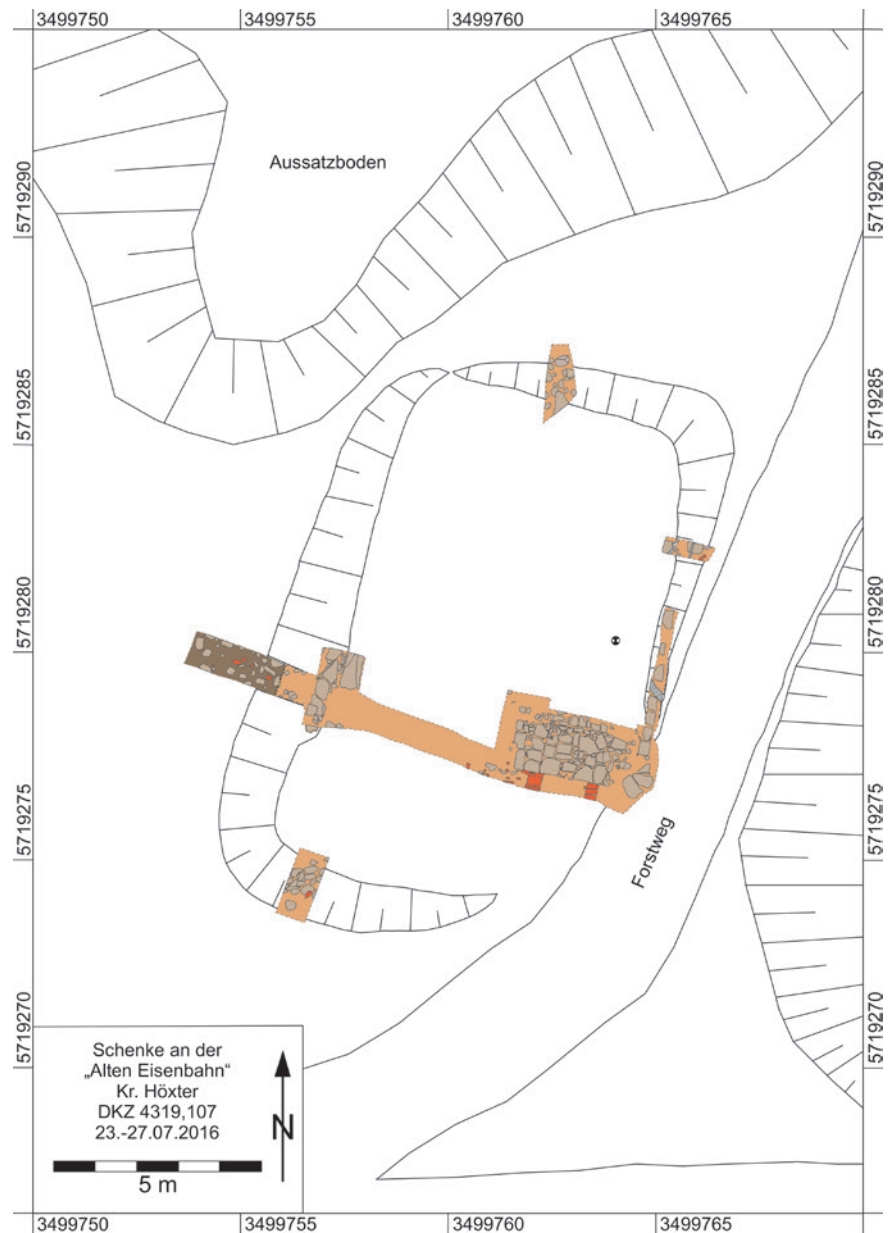 3499750 3499755 3499760 3499765
Aussatzboden
5719290 5719290
5719285 5719285
5719280 5719280
5719275 5719275
Forstweg
5719270 5719270
Schenke an der
„Alten Eisenbahn“
Kr. Höxter
DKZ 4319,107
23.-27.07.2016
N
5 m
3499750 3499755 3499760 3499765